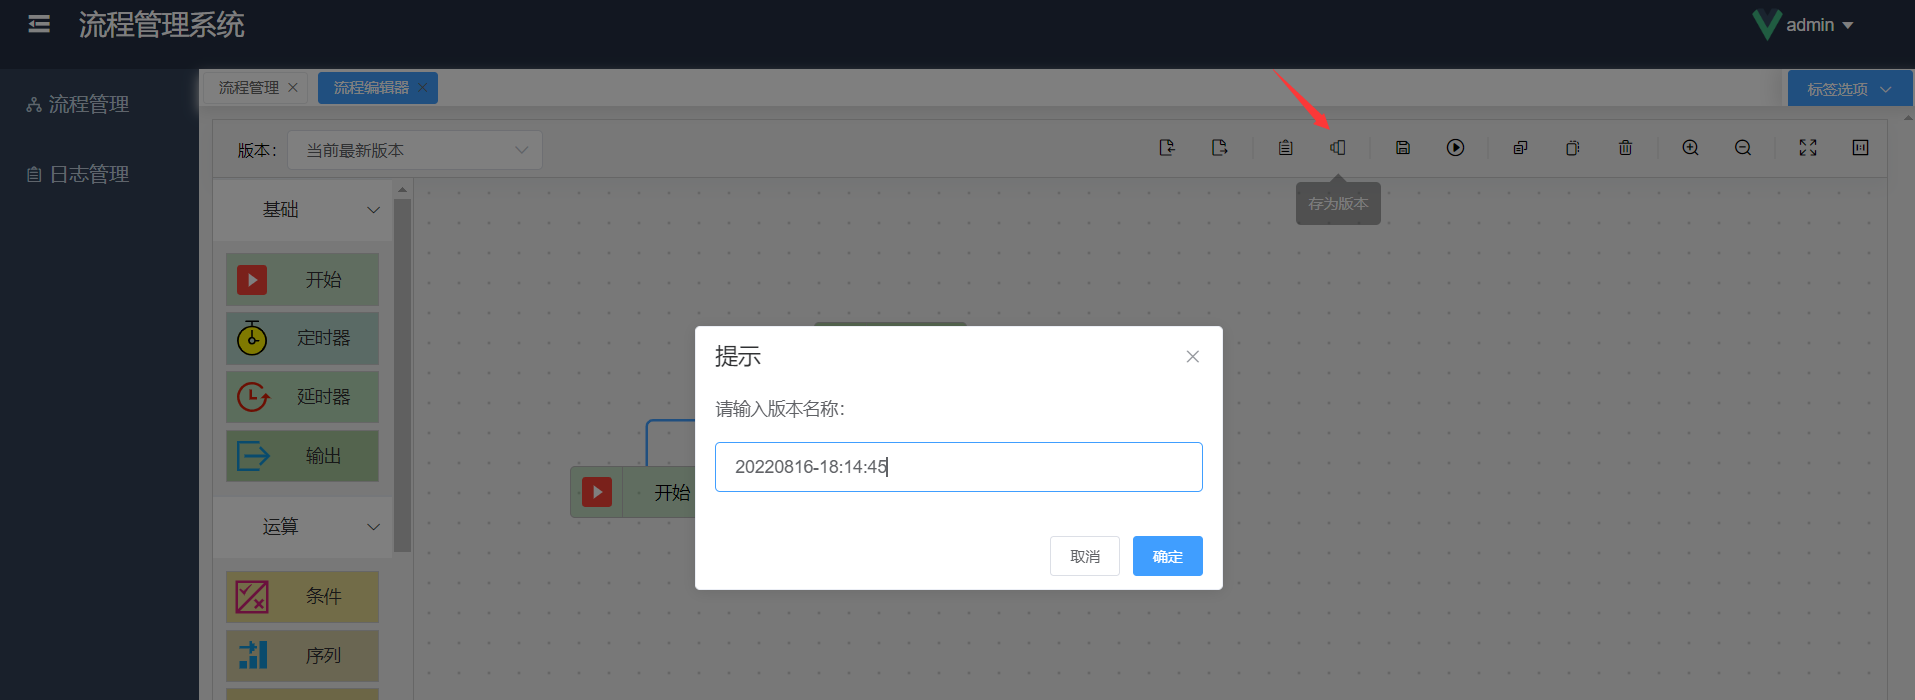 流程管理系统
admin
流程管理
日志管理
流程管理
流程编辑器
标签选项
版本：
当前最新版本
存为版本
基础
开始
定时器
延时器
输出
运算
条件
序列
开始
提示
请输入版本名称：
20220816-18:14:45
取消
确定